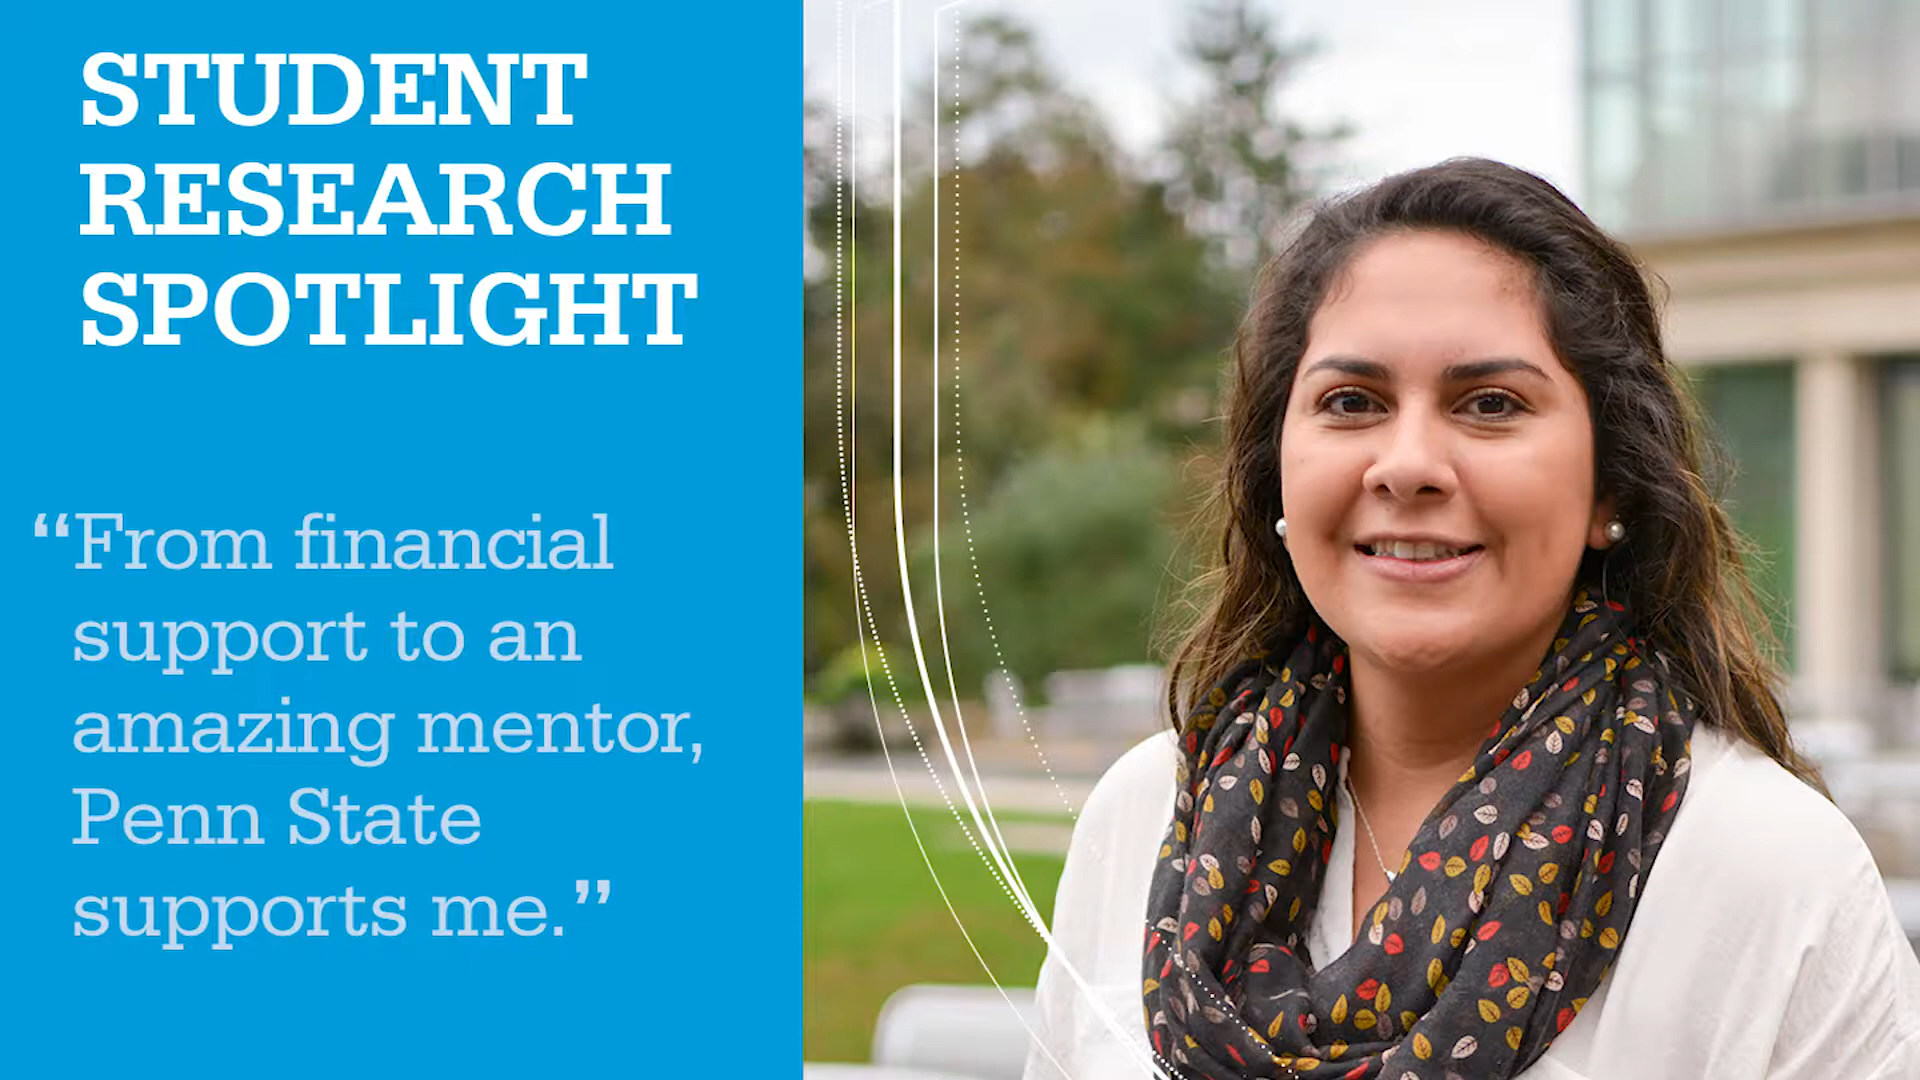 STUDENT
RESEARCH
SPOTLIGHT
“From financial
support to an
amazing mentor,
Penn State
supports me.”